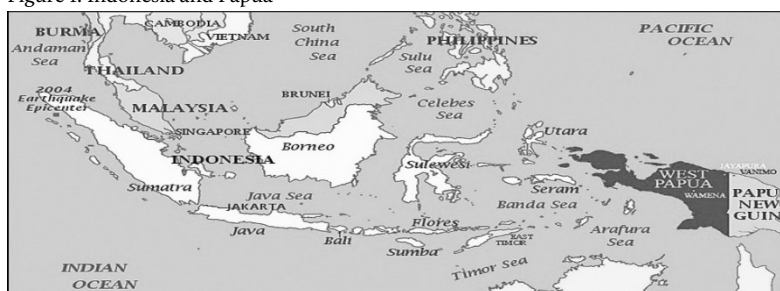 Figure 1: Indonesia and Papua
BURMA
CAMBODIA
VIETNAM
South
China
Sea
PHILIPPINES
PACIFIC
OCEAN
Andaman
Sea
THAILAND
Sulu
Sea
2004
Earthquake
Epicenter
MALAYSIA
BRUNEI
Celebes
Sea
SINGAPORE
INDONESIA
Borneo
Utara
Sumatra
Sulewesi
JAYAPURA
VANIMO
WEST
PAPUA
WAMENA
Seram
PAPU
NEW
GUIN
Java Sea
JAKARTA
Banda Sea
Java
Bali
Flores
Sumba
EAST
TIMOR
Arafura
Sea
Timor Sea
INDIAN
OCEAN